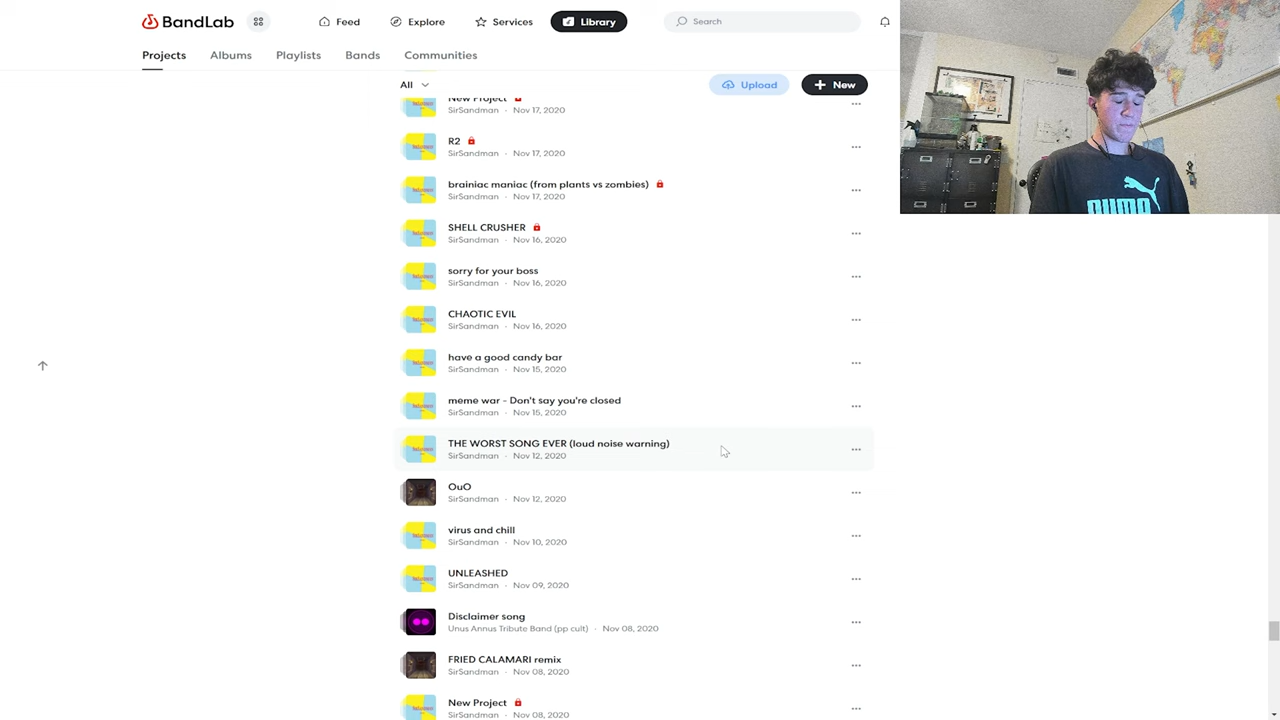 BandLab
Feed
Explore
Services
Library
Search
Projects
Albums
Playlists
Bands
Communities
All
Upload
New
New Project
SirSandman · Nov 17, 2020
R2
SirSandman · Nov 17, 2020
brainiac maniac (from plants vs zombies)
SirSandman · Nov 17, 2020
SHELL CRUSHER
SirSandman · Nov 16, 2020
sorry for your boss
SirSandman · Nov 16, 2020
CHAOTIC EVIL
SirSandman · Nov 16, 2020
have a good candy bar
SirSandman · Nov 15, 2020
meme war - Don't say you're closed
SirSandman · Nov 15, 2020
THE WORST SONG EVER (loud noise warning)
SirSandman · Nov 12, 2020
OuO
SirSandman · Nov 12, 2020
virus and chill
SirSandman · Nov 10, 2020
UNLEASHED
SirSandman · Nov 09, 2020
Disclaimer song
Unus Annus Tribute Band (pp cult) · Nov 08, 2020
FRIED CALAMARI remix
SirSandman · Nov 08, 2020
New Project
SirSandman · Nov 08, 2020
PUMA